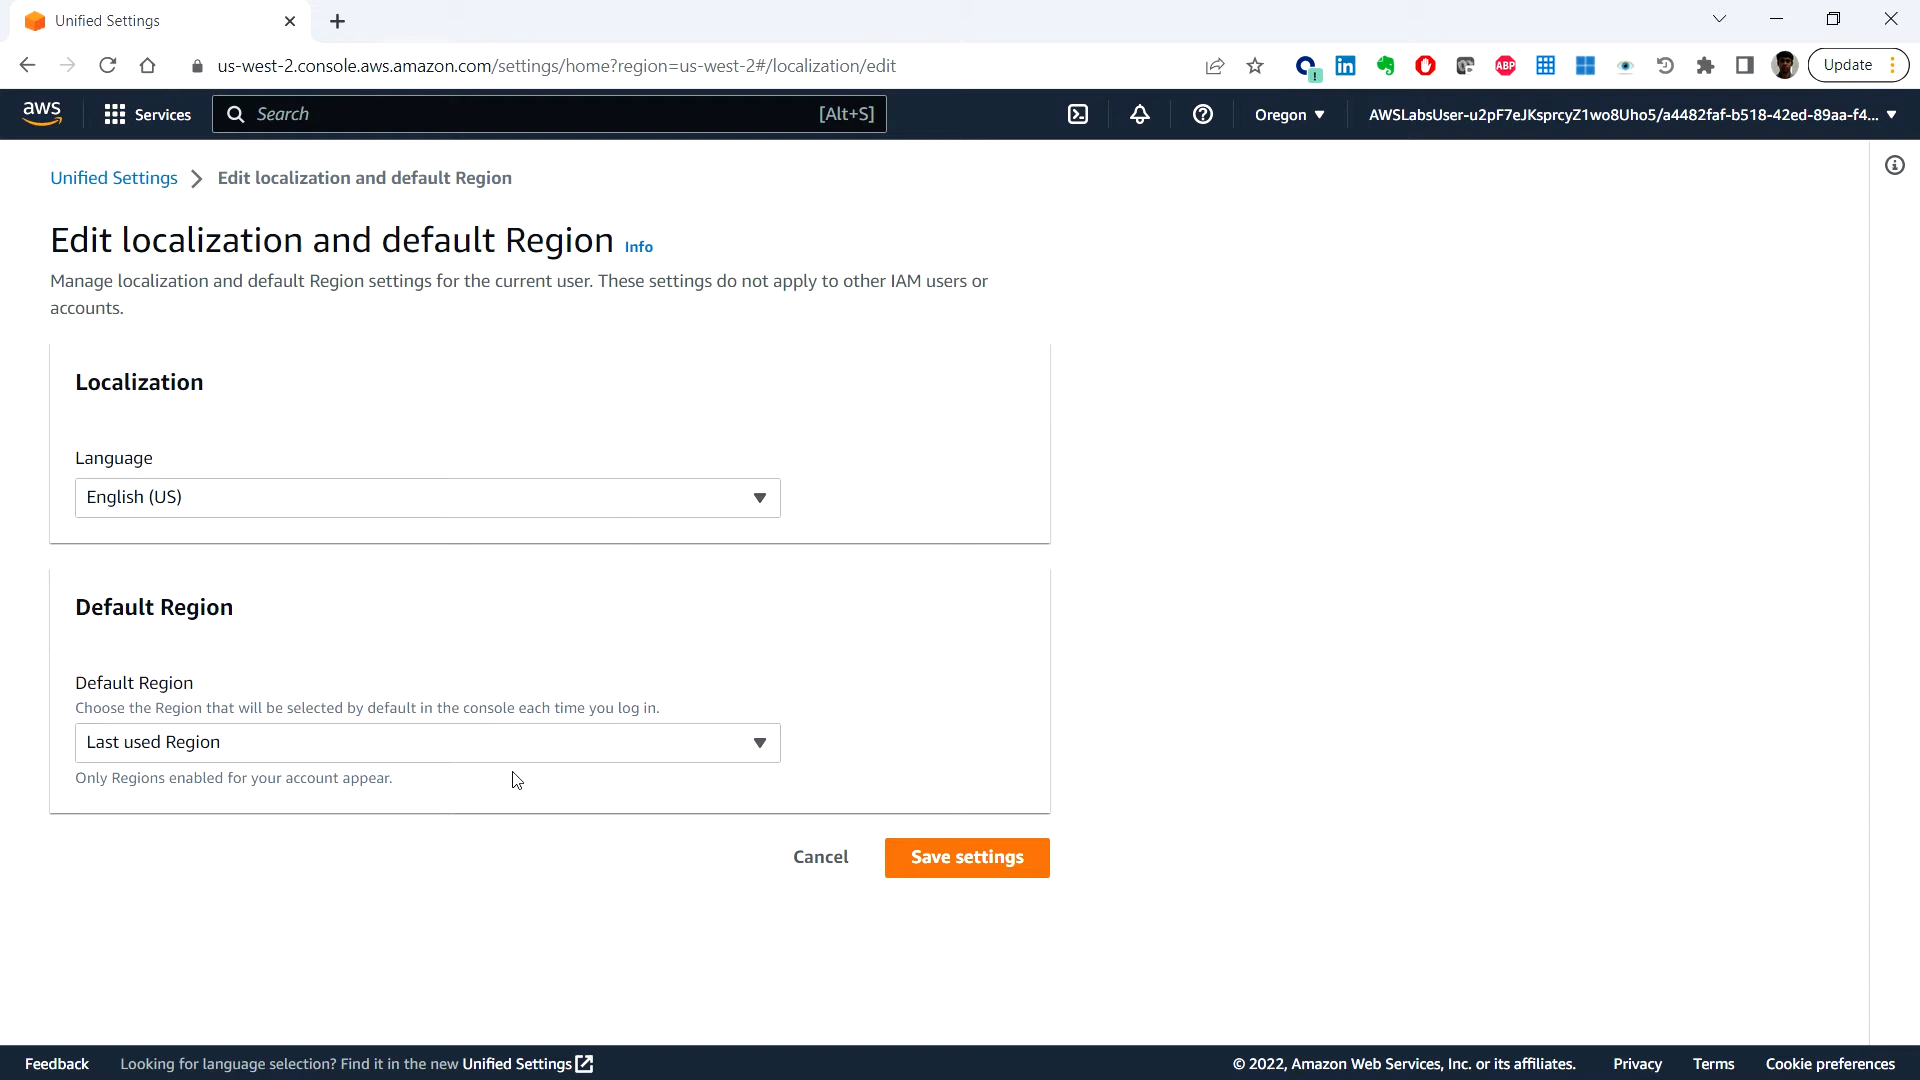 Unified Settings
us-west-2.console.aws.amazon.com/settings/home?region=us-west-2#/localization/edit
ABP
Update
aws
Services
Search
[Alt+S]
Oregon
AWSLabsUser-u2pF7eJKsprcyZ1wo8Uho5/a4482faf-b518-42ed-89aa-f4...
Unified Settings > Edit localization and default Region
Edit localization and default Region Info
Manage localization and default Region settings for the current user. These settings do not apply to other IAM users or
accounts.
Localization
Language
English (US)
Default Region
Default Region
Choose the Region that will be selected by default in the console each time you log in.
Last used Region
Only Regions enabled for your account appear.
Cancel
Save settings
Feedback
Looking for language selection? Find it in the new Unified Settings
© 2022, Amazon Web Services, Inc. or its affiliates.
Privacy
Terms
Cookie preferences